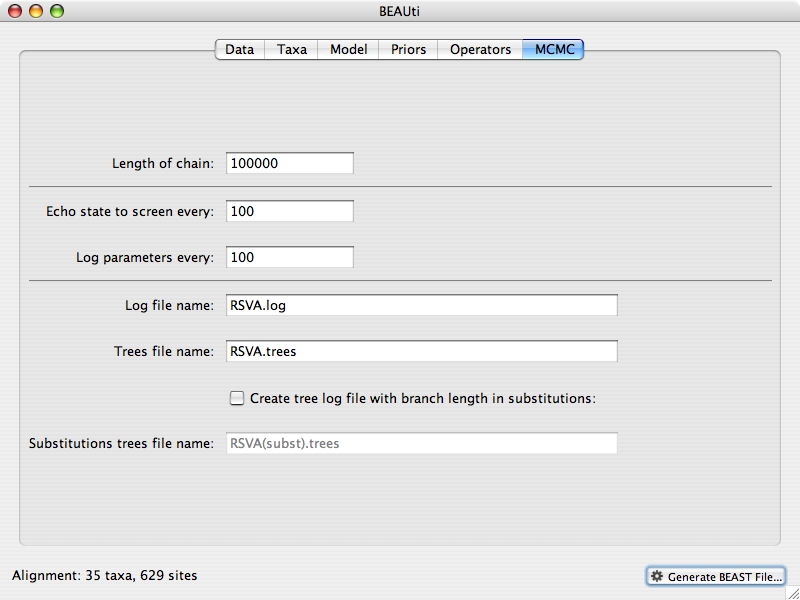 BEAUti
Data Taxa Model Priors Operators MCMC
Length of chain: 100000
Echo state to screen every: 100
Log parameters every: 100
Log file name: RSVA.log
Trees file name: RSVA.trees
Create tree log file with branch length in substitutions:
Substitutions trees file name: RSVA(subst).trees
Alignment: 35 taxa, 629 sites Generate BEAST File...